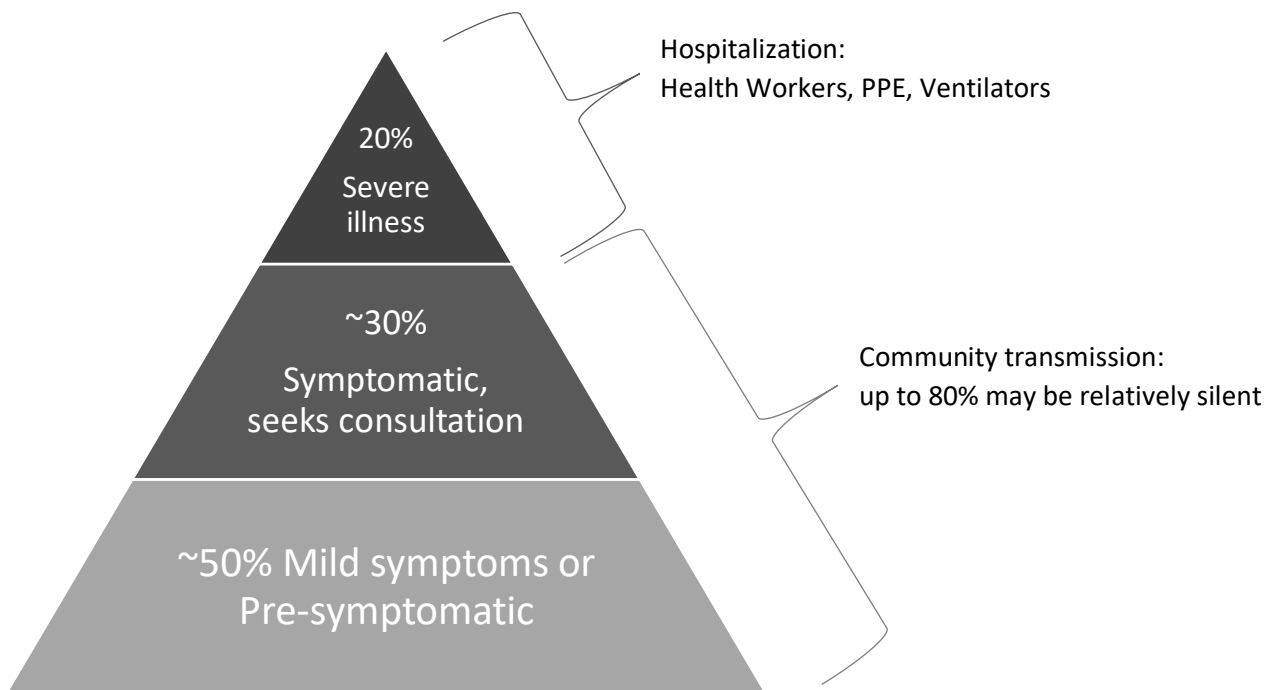 Hospitalization:
Health Workers, PPE, Ventilators
20%
Severe
illness
~30%
Symptomatic,
seeks consultation
Community transmission:
up to 80% may be relatively silent
~50% Mild symptoms or
Pre-symptomatic